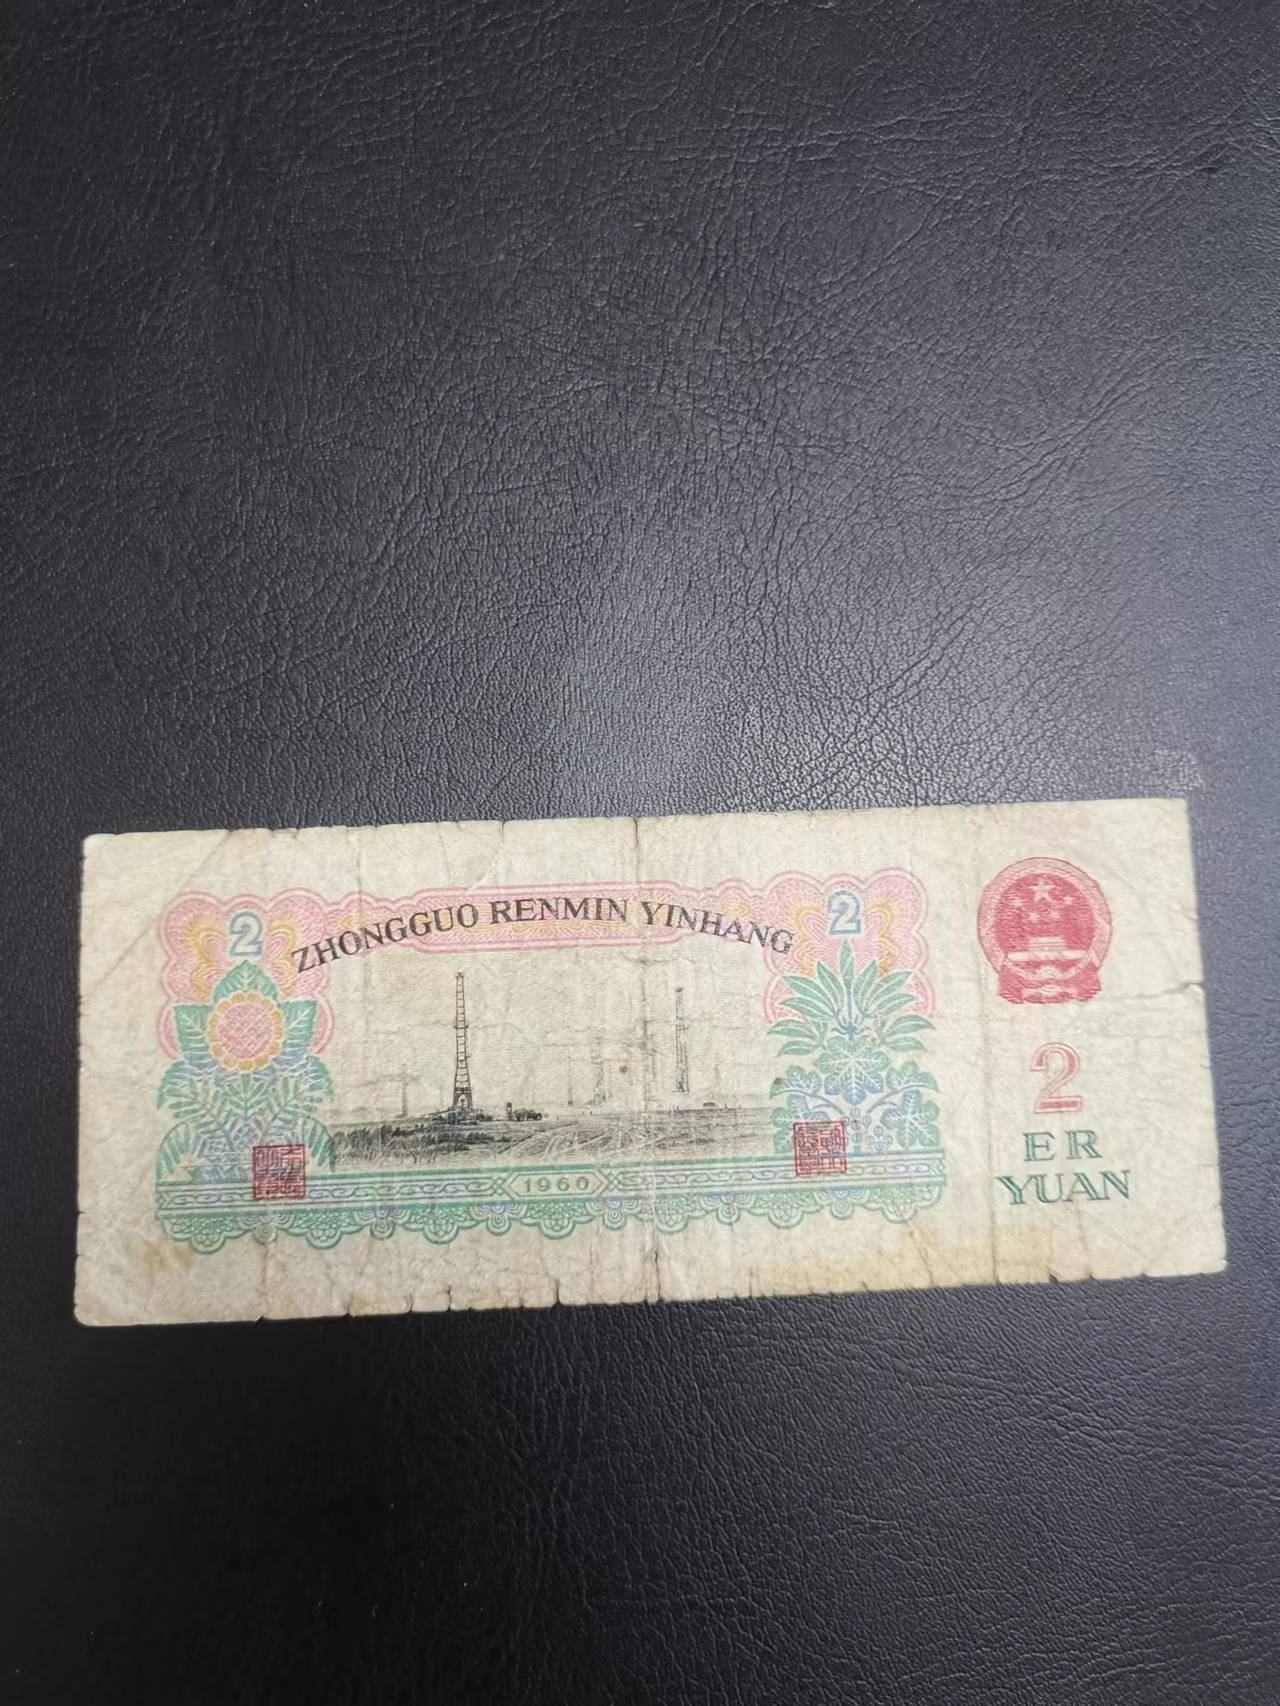 2
2
ZHONGGUO RENMIN YINHANG
2
ER
YUAN
1960